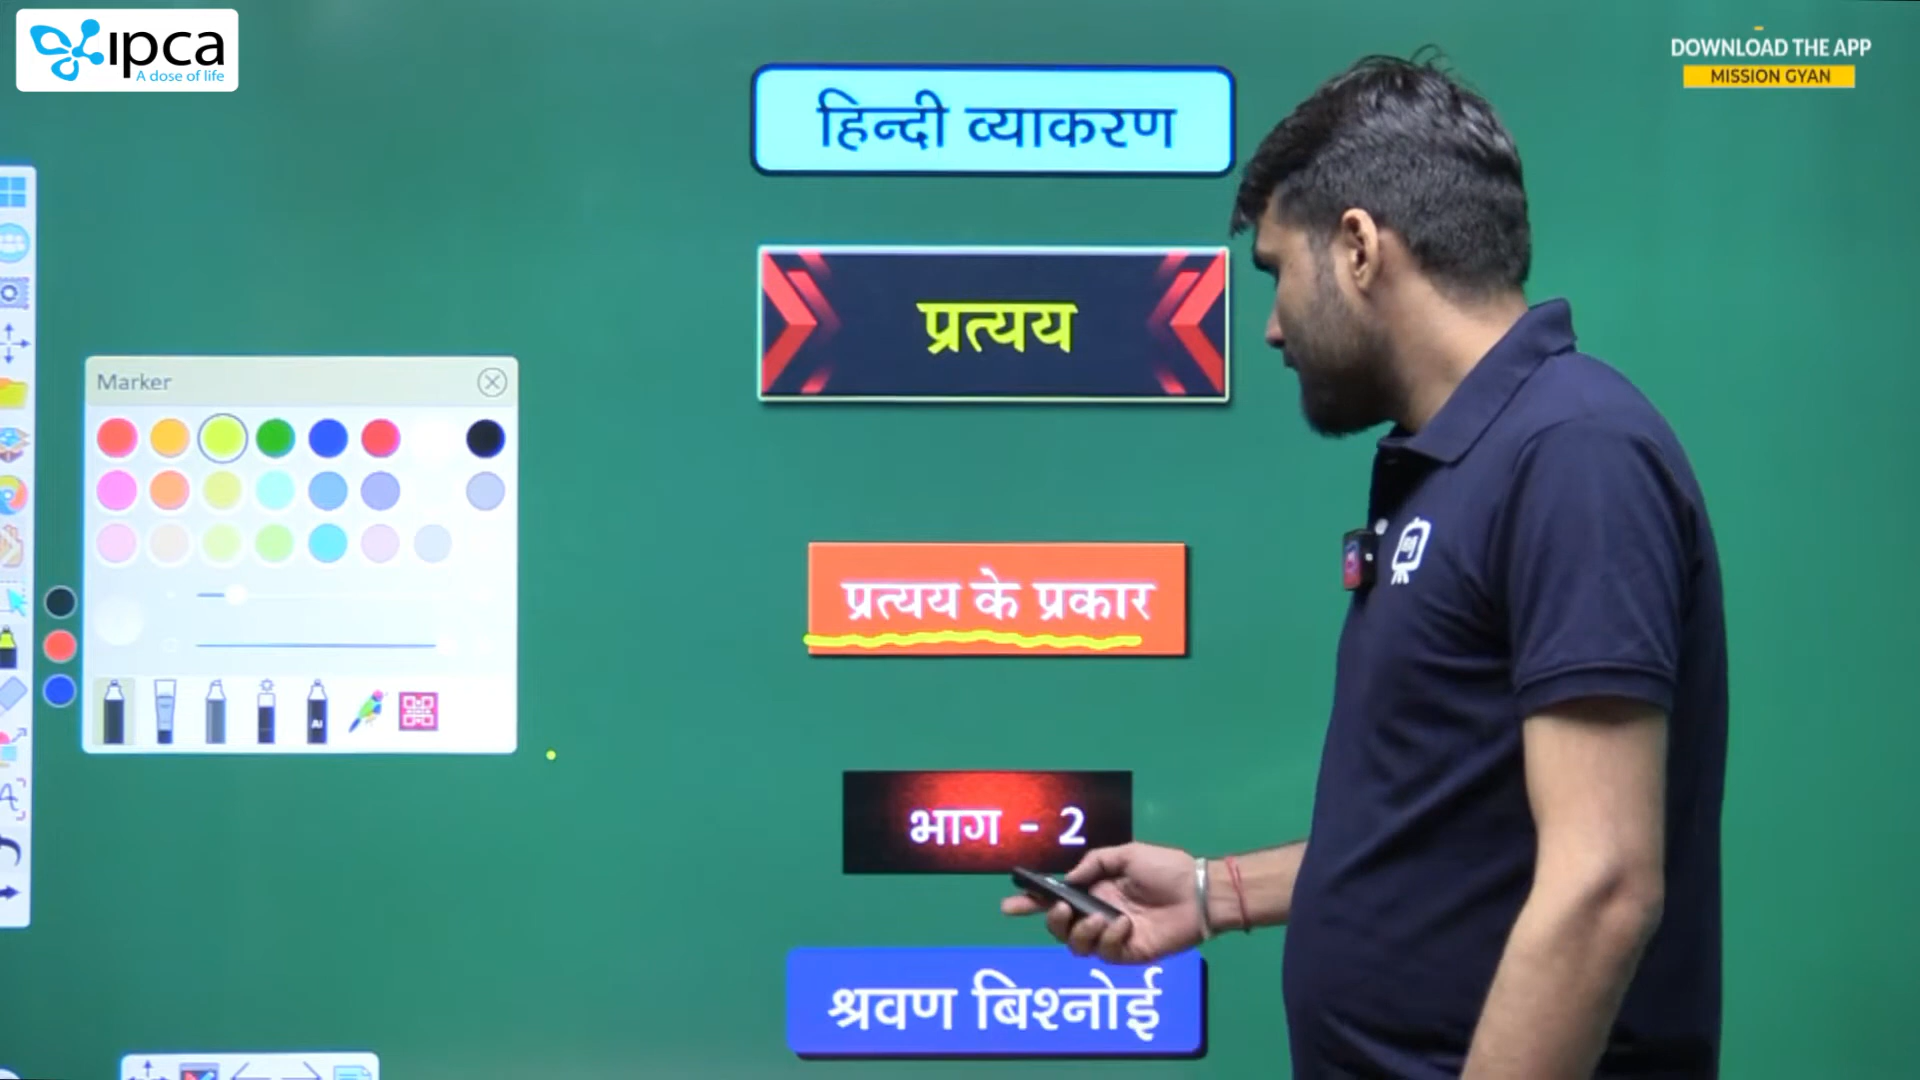 ipca
A dose of life
DOWNLOAD THE APP
MISSION GYAN
हिन्दी व्याकरण
प्रत्यय
Marker
प्रत्यय के प्रकार
भाग - 2
श्रवण बिश्नोई